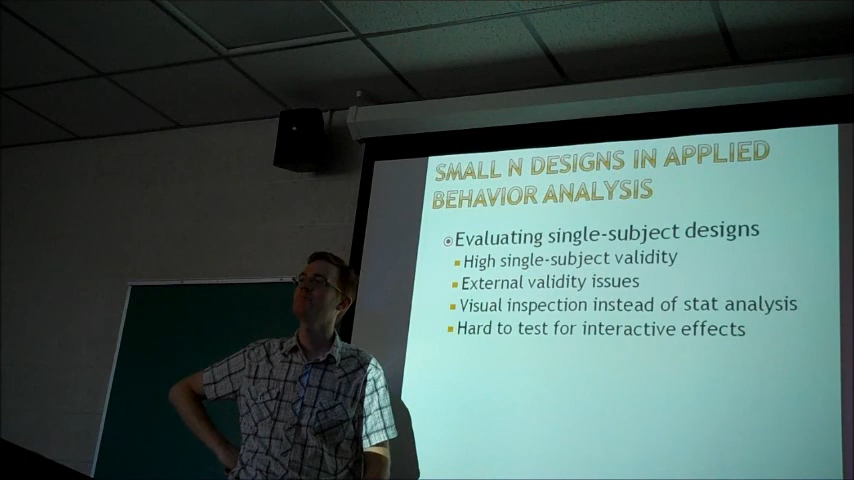 SMALL N DESIGNS IN APPLIED
BEHAVIOR ANALYSIS
Evaluating single-subject designs
High single-subject validity
External validity issues
Visual inspection instead of stat analysis
Hard to test for interactive effects